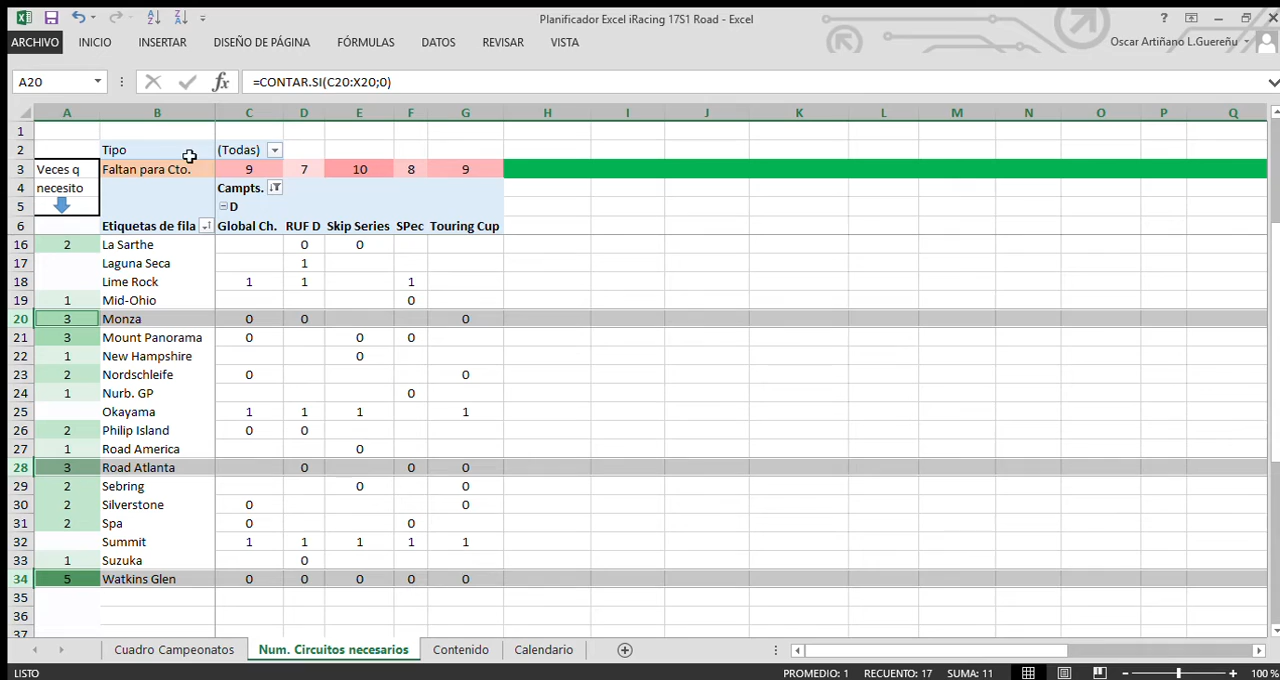 Planificador Excel iRacing 17S1 Road - Excel
ARCHIVO INICIO INSERTAR DISEÑO DE PÁGINA FÓRMULAS DATOS REVISAR VISTA Oscar Artiñano L.Guereñu
A20 fx =CONTAR.SI(C20:X20;0)
A B C D E F G H I J K L M N O P Q
1
2 Tipo (Todas)
3 Veces q Faltan para Cto. 9 7 10 8 9
4 necesito Campts.
5 D
6 Etiquetas de fila Global Ch. RUF D Skip Series SPec Touring Cup
16 2 La Sarthe 0 0
17 Laguna Seca 1
18 Lime Rock 1 1 1
19 1 Mid-Ohio 0
20 3 Monza 0 0 0
21 3 Mount Panorama 0 0 0
22 1 New Hampshire 0
23 2 Nordschleife 0 0
24 1 Nurb. GP 0
25 Okayama 1 1 1 1
26 2 Philip Island 0 0
27 1 Road America 0
28 3 Road Atlanta 0 0 0
29 2 Sebring 0 0
30 2 Silverstone 0 0
31 2 Spa 0 0
32 Summit 1 1 1 1 1
33 1 Suzuka 0
34 5 Watkins Glen 0 0 0 0 0
35
36
37
Cuadro Campeonatos Num. Circuitos necesarios Contenido Calendario
LISTO PROMEDIO: 1 RECUENTO: 17 SUMA: 11 100 %